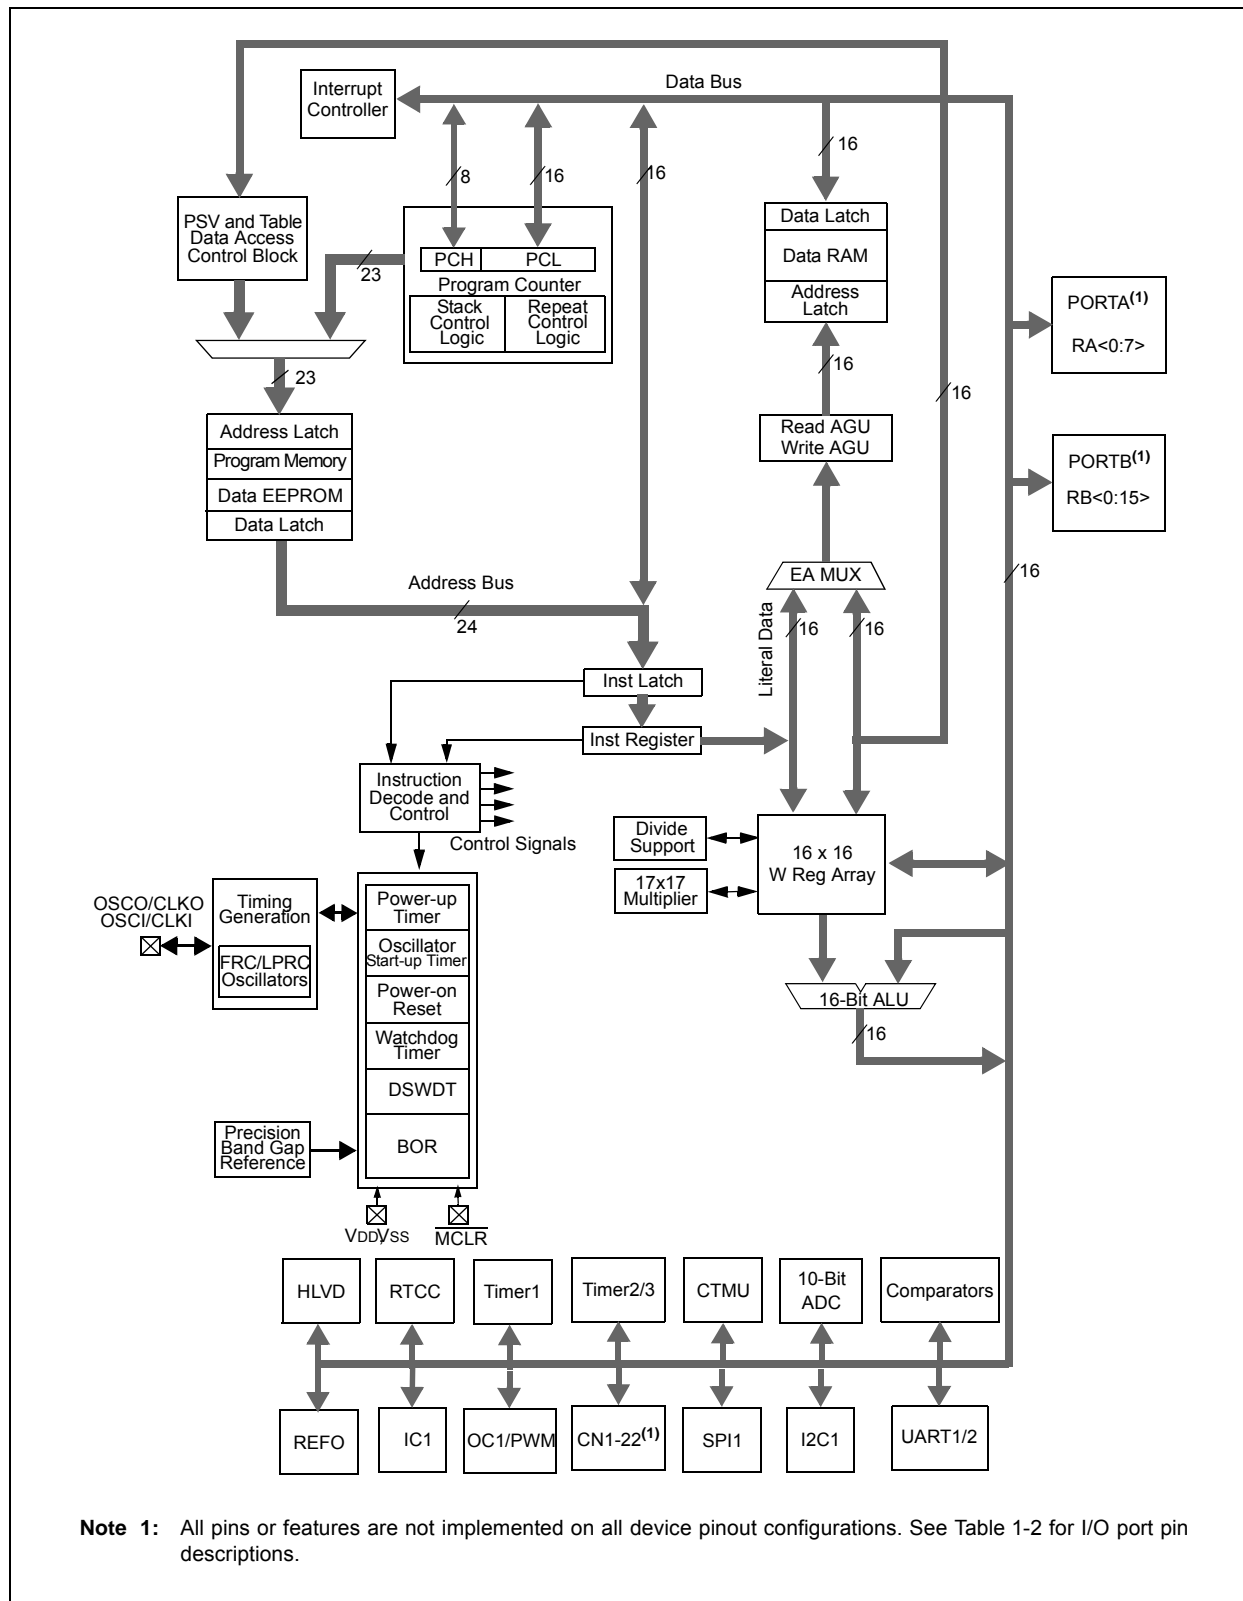 Data Bus
Interrupt
Controller
16
8
16
16
PSV and Table
Data Access
Control Block
23
PCH
PCL
Program Counter
Stack
Control
Logic
Repeat
Control
Logic
Data Latch
Data RAM
Address
Latch
PORTA(1)
RA<0:7>
23
16
16
Address Latch
Program Memory
Data EEPROM
Data Latch
Read AGU
Write AGU
PORTB(1)
RB<0:15>
Address Bus
24
EA MUX
16
Literal Data
16
16
Inst Latch
Inst Register
Instruction
Decode and
Control
Control Signals
Divide
Support
17x17
Multiplier
16 x 16
W Reg Array
OSCO/CLKO
OSCI/CLKI
Timing
Generation
FRC/LPRC
Oscillators
Power-up
Timer
Oscillator
Start-up Timer
Power-on
Reset
Watchdog
Timer
DSWDT
BOR
16-Bit ALU
16
Precision
Band Gap
Reference
VDD,VSS
MCLR
HLVD
RTCC
Timer1
Timer2/3
CTMU
10-Bit
ADC
Comparators
REFO
IC1
OC1/PWM
CN1-22(1)
SPI1
I2C1
UART1/2
Note 1: All pins or features are not implemented on all device pinout configurations. See Table 1-2 for I/O port pin
descriptions.